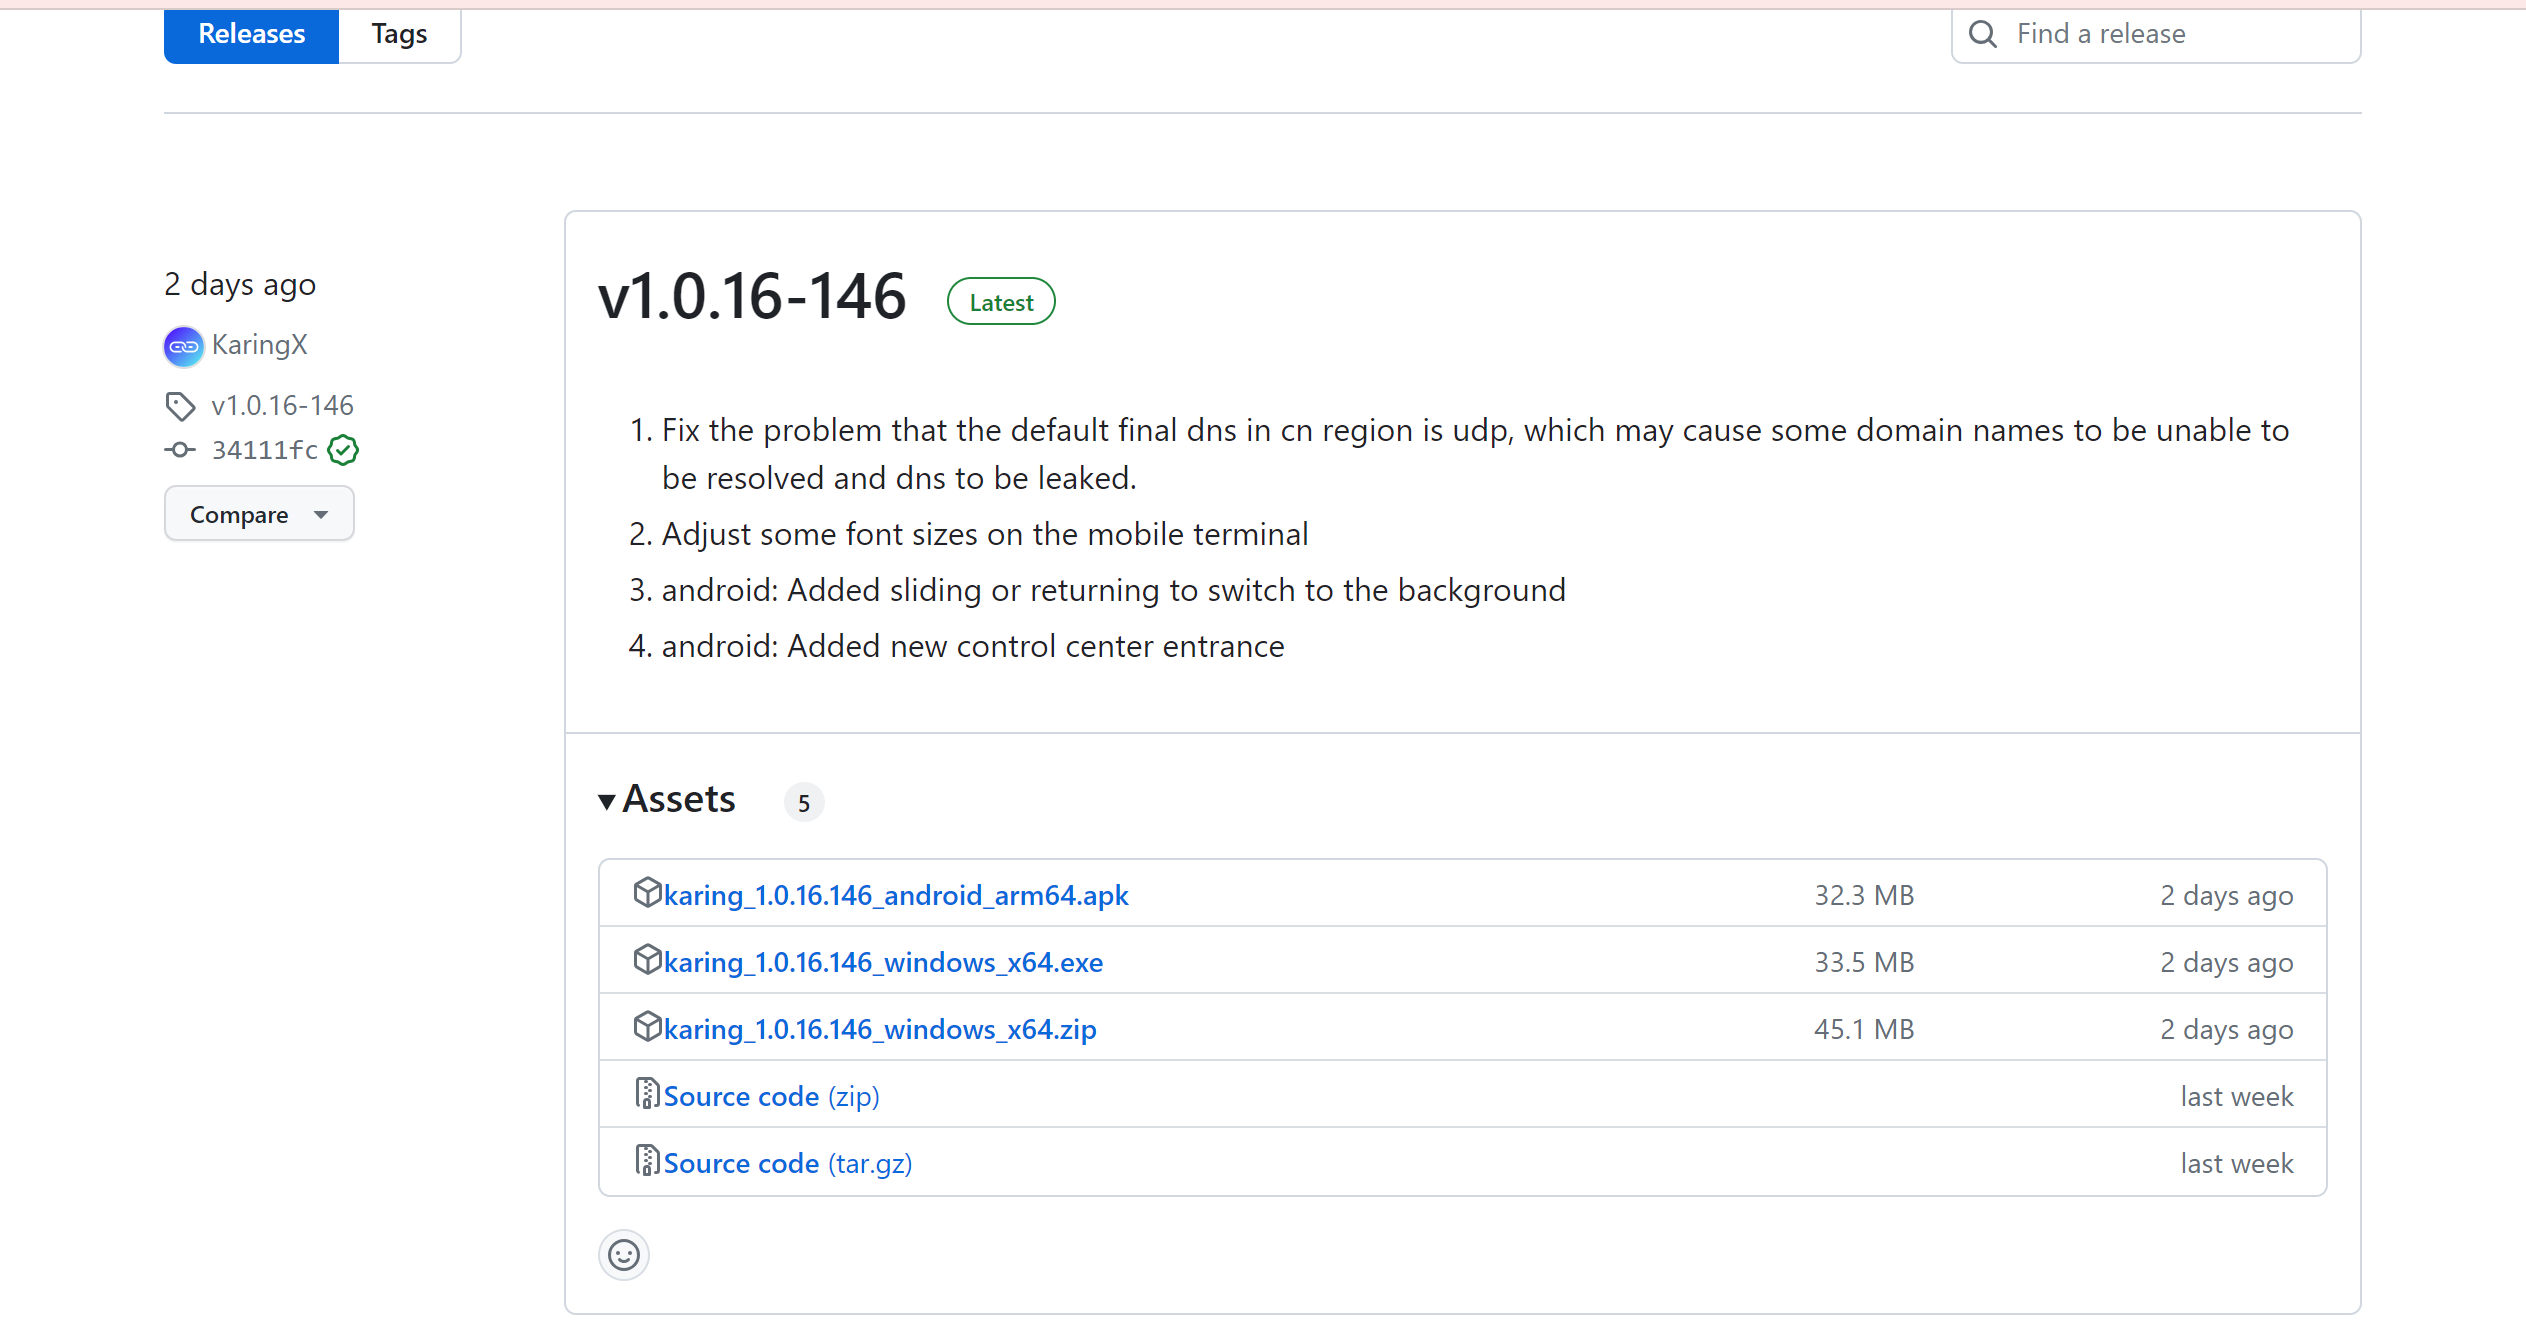 Releases Tags Find a release
2 days ago
KaringX
v1.0.16-146
34111fc
Compare
v1.0.16-146 Latest
1. Fix the problem that the default final dns in cn region is udp, which may cause some domain names to be unable to
be resolved and dns to be leaked.
2. Adjust some font sizes on the mobile terminal
3. android: Added sliding or returning to switch to the background
4. android: Added new control center entrance
Assets 5
karing_1.0.16.146_android_arm64.apk 32.3 MB 2 days ago
karing_1.0.16.146_windows_x64.exe 33.5 MB 2 days ago
karing_1.0.16.146_windows_x64.zip 45.1 MB 2 days ago
Source code (zip) last week
Source code (tar.gz) last week